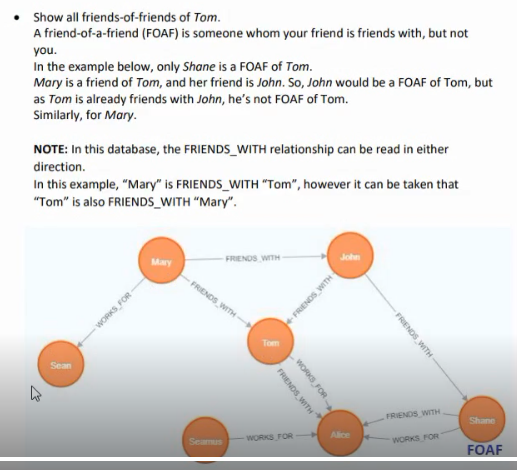 • Show all friends-of-friends of Tom.
A friend-of-a-friend (FOAF) is someone whom your friend is friends with, but not
you.
In the example below, only Shane is a FOAF of Tom.
Mary is a friend of Tom, and her friend is John. So, John would be a FOAF of Tom, but
as Tom is already friends with John, he's not FOAF of Tom.
Similarly, for Mary.
NOTE: In this database, the FRIENDS_WITH relationship can be read in either
direction.
In this example, "Mary" is FRIENDS_WITH "Tom", however it can be taken that
"Tom" is also FRIENDS_WITH "Mary".
Mary
FRIENDS_WITH
John
WORKS_FOR
FRIENDS_WITH
FRIENDS_WITH
FRIENDS_WITH
Tom
Sean
WORKS_FOR
FRIENDS_WITH
FRIENDS_WITH
Shane
Seamus
WORKS_FOR
Alice
WORKS_FOR
FOAF